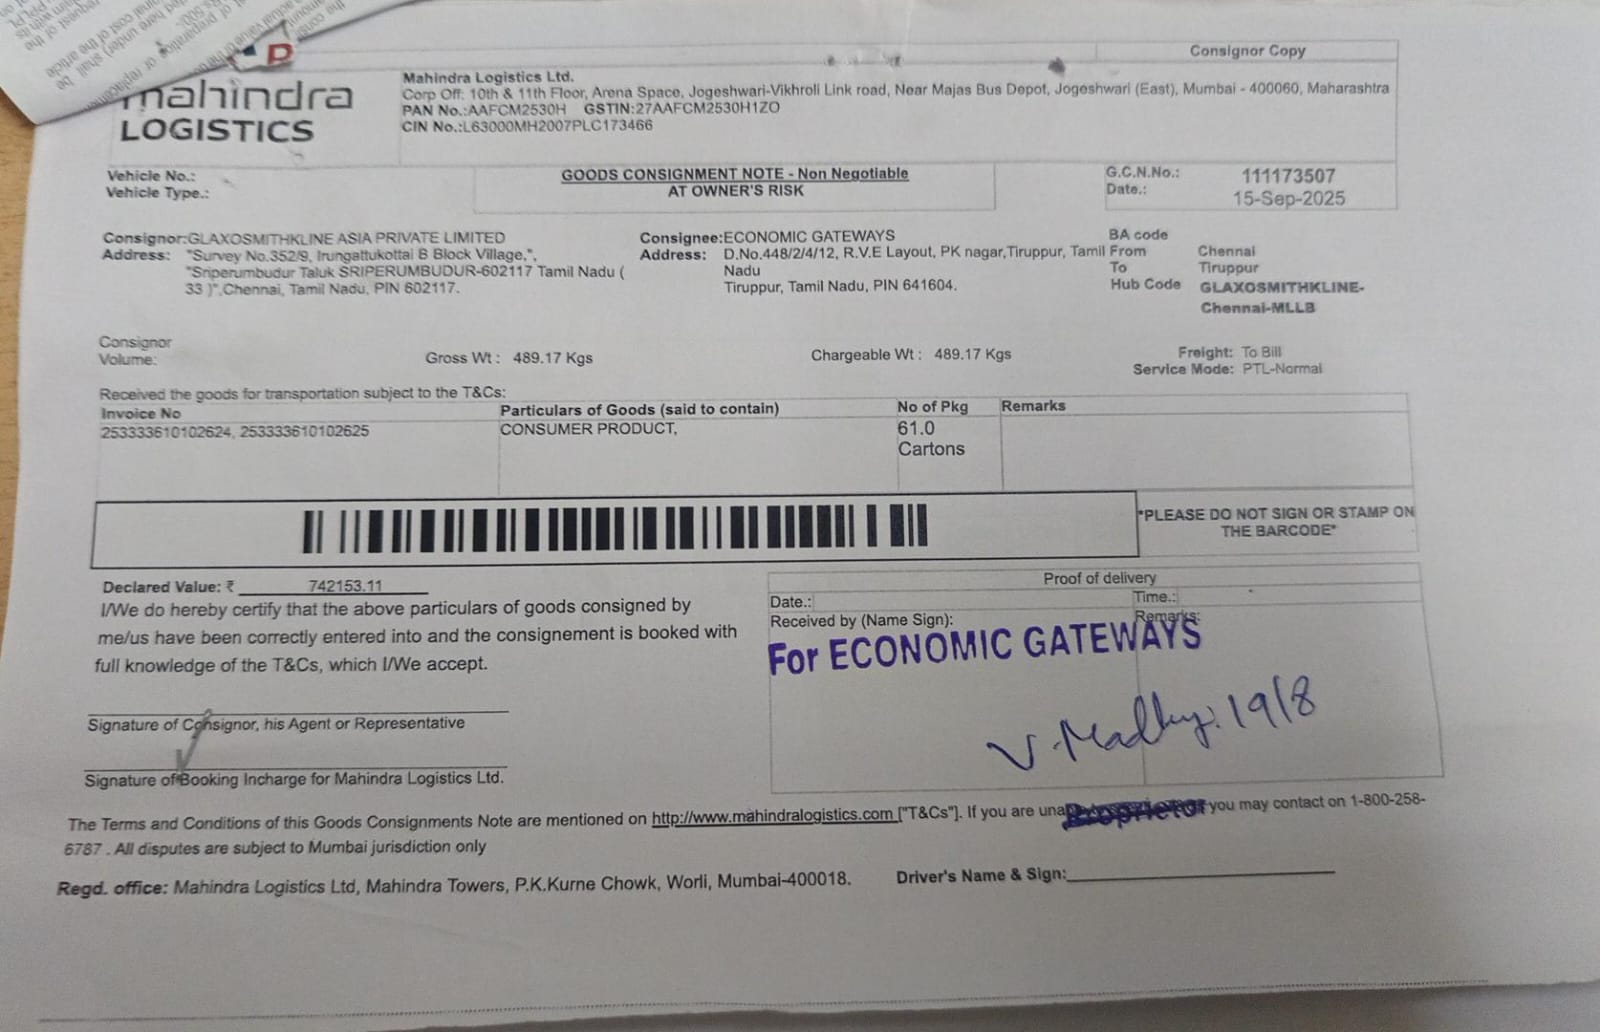 Consignor Copy
mahindra
LOGISTICS
Mahindra Logistics Ltd.
Corp Off: 10th & 11th Floor, Arena Space, Jogeshwari-Vikhroli Link road, Near Majas Bus Depot, Jogeshwari (East), Mumbai - 400060, Maharashtra
PAN No.:AAFCM2530H GSTIN:27AAFCM2530H1ZO
CIN No.:L63000MH2007PLC173466
Vehicle No.:
Vehicle Type.:
GOODS CONSIGNMENT NOTE - Non Negotiable
AT OWNER'S RISK
G.C.N.No.: 111173507
Date.: 15-Sep-2025
Consignor:GLAXOSMITHKLINE ASIA PRIVATE LIMITED
Address: "Survey No.352/9, Irungattukottai B Block Village,",
"Sriperumbudur Taluk SRIPERUMBUDUR-602117 Tamil Nadu (
33 )",Chennai, Tamil Nadu, PIN 602117.
Consignee:ECONOMIC GATEWAYS
Address: D.No.448/2/4/12, R.V.E Layout, PK nagar,Tiruppur, Tamil
Nadu
Tiruppur, Tamil Nadu, PIN 641604.
BA code
From Chennai
To Tiruppur
Hub Code GLAXOSMITHKLINE-
Chennai-MLLB
Consignor
Volume:
Gross Wt : 489.17 Kgs
Chargeable Wt : 489.17 Kgs
Freight: To Bill
Service Mode: PTL-Normal
Received the goods for transportation subject to the T&Cs:
Invoice No Particulars of Goods (said to contain) No of Pkg Remarks
253333610102624, 253333610102625 CONSUMER PRODUCT, 61.0
Cartons
*PLEASE DO NOT SIGN OR STAMP ON
THE BARCODE*
Declared Value: ₹ 742153.11
I/We do hereby certify that the above particulars of goods consigned by
me/us have been correctly entered into and the consignement is booked with
full knowledge of the T&Cs, which I/We accept.
Signature of Consignor, his Agent or Representative
Signature of Booking Incharge for Mahindra Logistics Ltd.
Proof of delivery
Date.: Time.:
Received by (Name Sign): Remarks:
For ECONOMIC GATEWAYS
19/8
Proprietor
The Terms and Conditions of this Goods Consignments Note are mentioned on http://www.mahindralogistics.com ["T&Cs"]. If you are una you may contact on 1-800-258-
6787 . All disputes are subject to Mumbai jurisdiction only
Regd. office: Mahindra Logistics Ltd, Mahindra Towers, P.K.Kurne Chowk, Worli, Mumbai-400018.
Driver's Name & Sign: